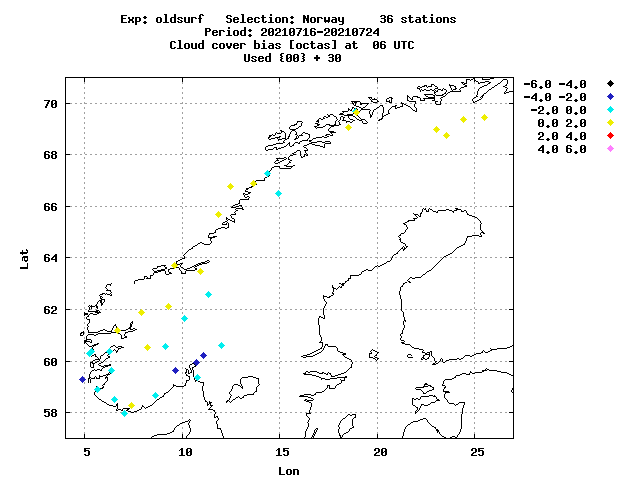 Exp: oldsurf Selection: Norway 36 stations
Period: 20210716-20210724
Cloud cover bias [octas] at 06 UTC
Used {00} + 30
-6.0 -4.0
-4.0 -2.0
-2.0 0.0
0.0 2.0
2.0 4.0
4.0 6.0
70
68
66
64
62
60
58
Lat
5 10 15 20 25
Lon